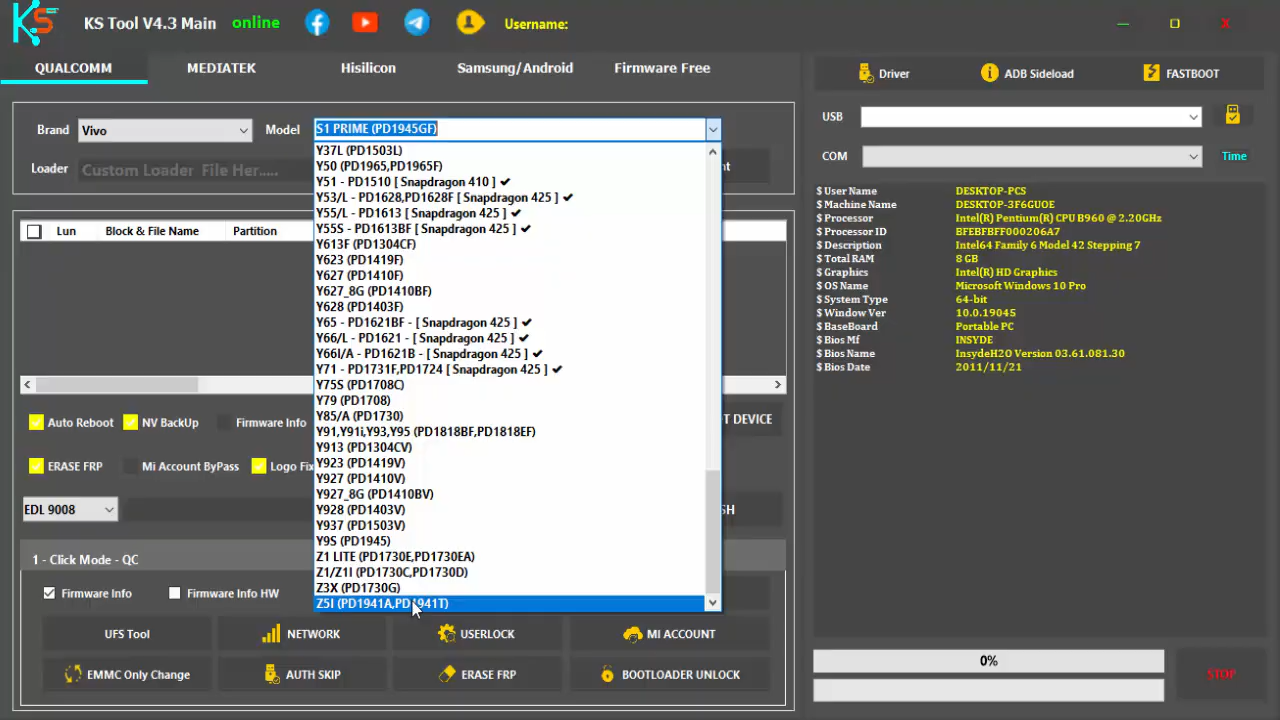 KS
KS Tool V4.3 Main
online
Username:
QUALCOMM
MEDIATEK
Hisilicon
Samsung/Android
Firmware Free
Driver
ADB Sideload
FASTBOOT
Brand
Vivo
Model
S1 PRIME (PD1945GF)
Loader
Custom Loader File Her.....
Lun
Block & File Name
Partition
Y37L (PD1503L)
Y50 (PD1965,PD1965F)
Y51 - PD1510 [ Snapdragon 410 ] ✔
Y53/L - PD1628,PD1628F [ Snapdragon 425 ] ✔
Y55/L - PD1613 [ Snapdragon 425 ] ✔
Y55S - PD1613BF [ Snapdragon 425 ] ✔
Y613F (PD1304CF)
Y623 (PD1419F)
Y627 (PD1410F)
Y627_8G (PD1410BF)
Y628 (PD1403F)
Y65 - PD1621BF - [ Snapdragon 425 ] ✔
Y66/L - PD1621 - [ Snapdragon 425 ] ✔
Y66I/A - PD1621B - [ Snapdragon 425 ] ✔
Y71 - PD1731F,PD1724 [ Snapdragon 425 ] ✔
Y75S (PD1708C)
Y79 (PD1708)
Y85/A (PD1730)
Y91,Y91i,Y93,Y95 (PD1818BF,PD1818EF)
Y913 (PD1304CV)
Y923 (PD1419V)
Y927 (PD1410V)
Y927_8G (PD1410BV)
Y928 (PD1403V)
Y937 (PD1503V)
Y9S (PD1945)
Z1 LITE (PD1730E,PD1730EA)
Z1/Z1I (PD1730C,PD1730D)
Z3X (PD1730G)
Z5I (PD1941A,PD1941T)
Auto Reboot
NV BackUp
Firmware Info
T DEVICE
ERASE FRP
Mi Account ByPass
Logo Fix
EDL 9008
SH
1 - Click Mode - QC
Firmware Info
Firmware Info HW
UFS Tool
NETWORK
USERLOCK
MI ACCOUNT
EMMC Only Change
AUTH SKIP
ERASE FRP
BOOTLOADER UNLOCK
USB
COM
Time
$ User Name DESKTOP-PCS
$ Machine Name DESKTOP-3F6GUOE
$ Processor Intel(R) Pentium(R) CPU B960 @ 2.20GHz
$ Processor ID BFEBFBFF000206A7
$ Description Intel64 Family 6 Model 42 Stepping 7
$ Total RAM 8 GB
$ Graphics Intel(R) HD Graphics
$ OS Name Microsoft Windows 10 Pro
$ System Type 64-bit
$ Window Ver 10.0.19045
$ BaseBoard Portable PC
$ Bios Mf INSYDE
$ Bios Name InsydeH2O Version 03.61.081.30
$ Bios Date 2011/11/21
0%
STOP